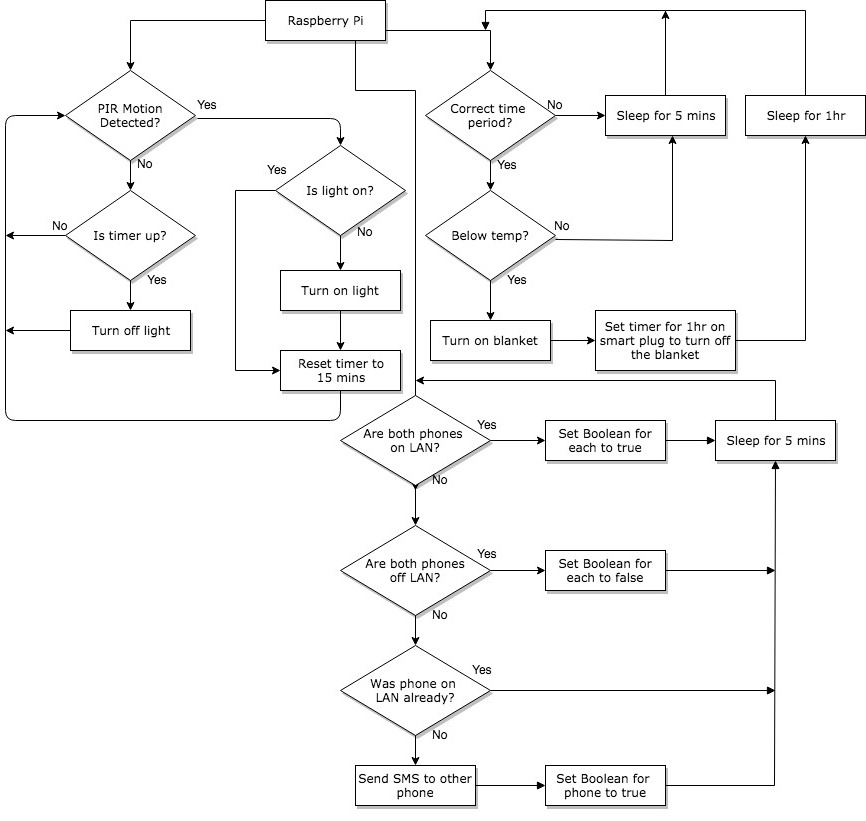 Raspberry Pi
PIR Motion
Detected?
Yes
No
Is timer up?
No
Yes
Turn off light
Is light on?
Yes
No
Turn on light
Reset timer to
15 mins
Correct time
period?
No
Yes
Sleep for 5 mins
Sleep for 1hr
Below temp?
No
Yes
Turn on blanket
Set timer for 1hr on
smart plug to turn off
the blanket
Are both phones
on LAN?
Yes
No
Set Boolean for
each to true
Sleep for 5 mins
Are both phones
off LAN?
Yes
No
Set Boolean for
each to false
Was phone on
LAN already?
Yes
No
Send SMS to other
phone
Set Boolean for
phone to true